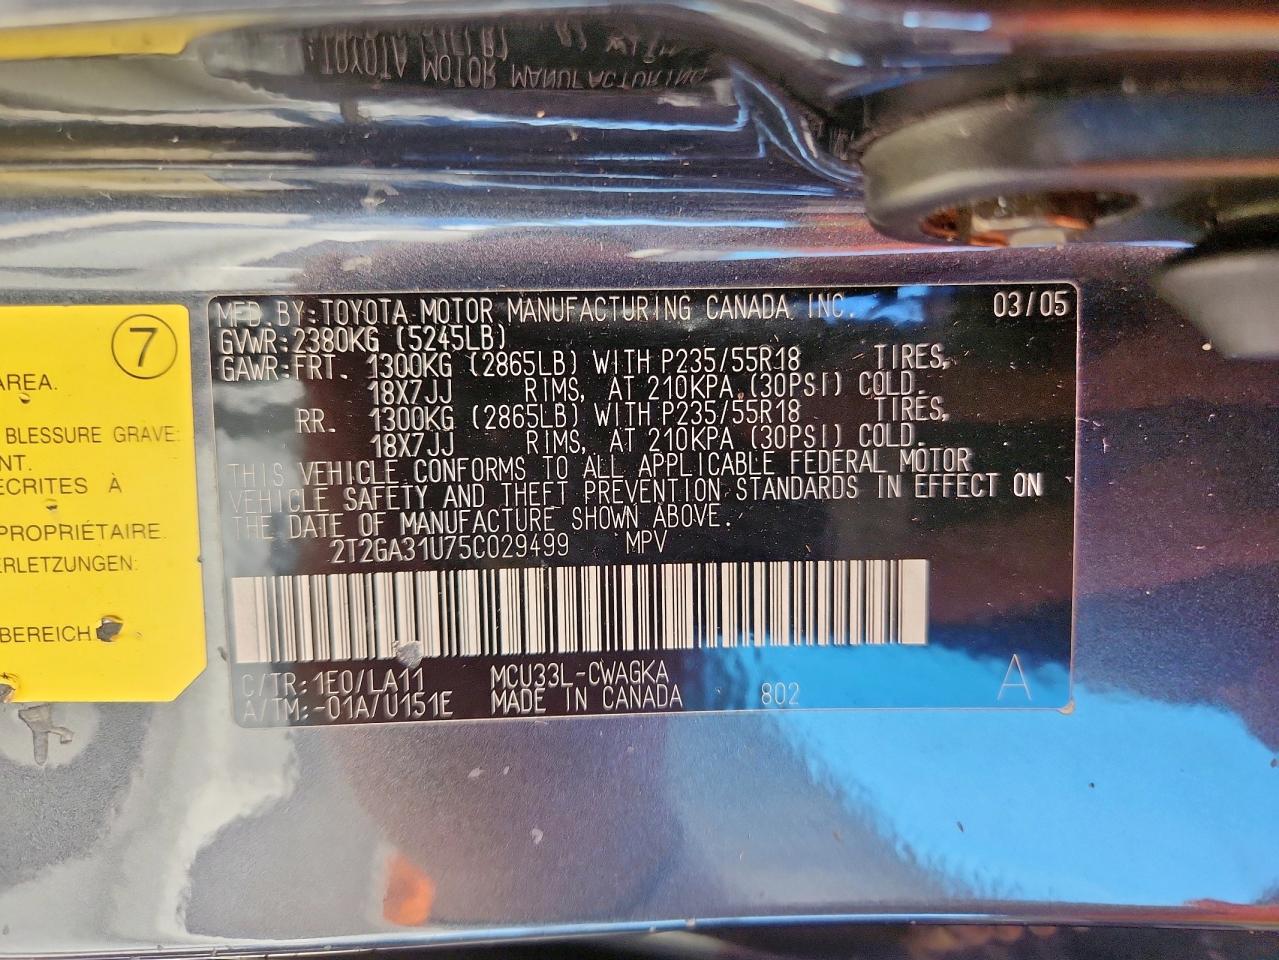 7
AREA.
BLESSURE GRAVE:
NT.
ECRITES À
PROPRIÉTAIRE.
ERLETZUNGEN:
BEREICH
MFD. BY: TOYOTA MOTOR MANUFACTURING CANADA INC. 03/05
GVWR: 2380KG (5245LB)
GAWR: FRT. 1300KG (2865LB) WITH P235/55R18 TIRES,
18X7JJ RIMS, AT 210KPA (30PSI) COLD.
RR. 1300KG (2865LB) WITH P235/55R18 TIRES,
18X7JJ RIMS, AT 210KPA (30PSI) COLD.
THIS VEHICLE CONFORMS TO ALL APPLICABLE FEDERAL MOTOR
VEHICLE SAFETY AND THEFT PREVENTION STANDARDS IN EFFECT ON
THE DATE OF MANUFACTURE SHOWN ABOVE.
2T2GA31U75C029499 MPV
C/TR: 1E0/LA11 MCU33L-CWAGKA
A/TM: -01A/U151E MADE IN CANADA 802 A